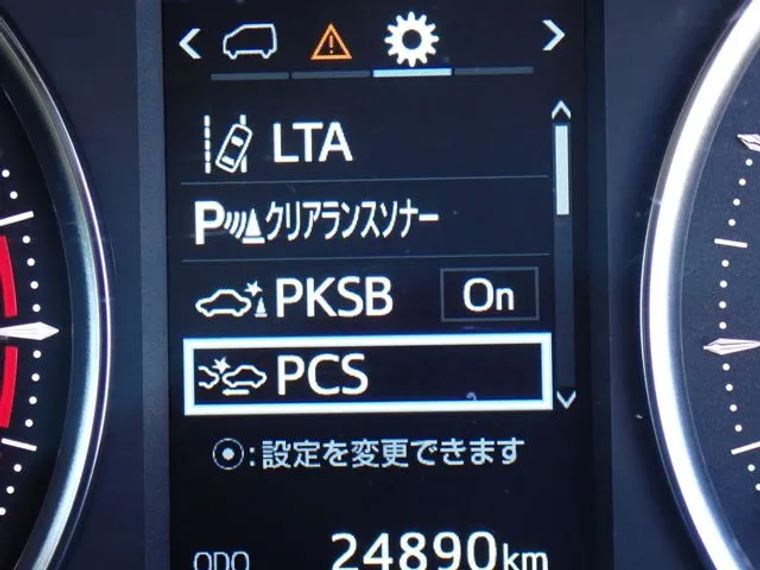 LTA
Pクリアランスソナー
PKSB On
PCS
⦿:設定を変更できます
ODO 24890km